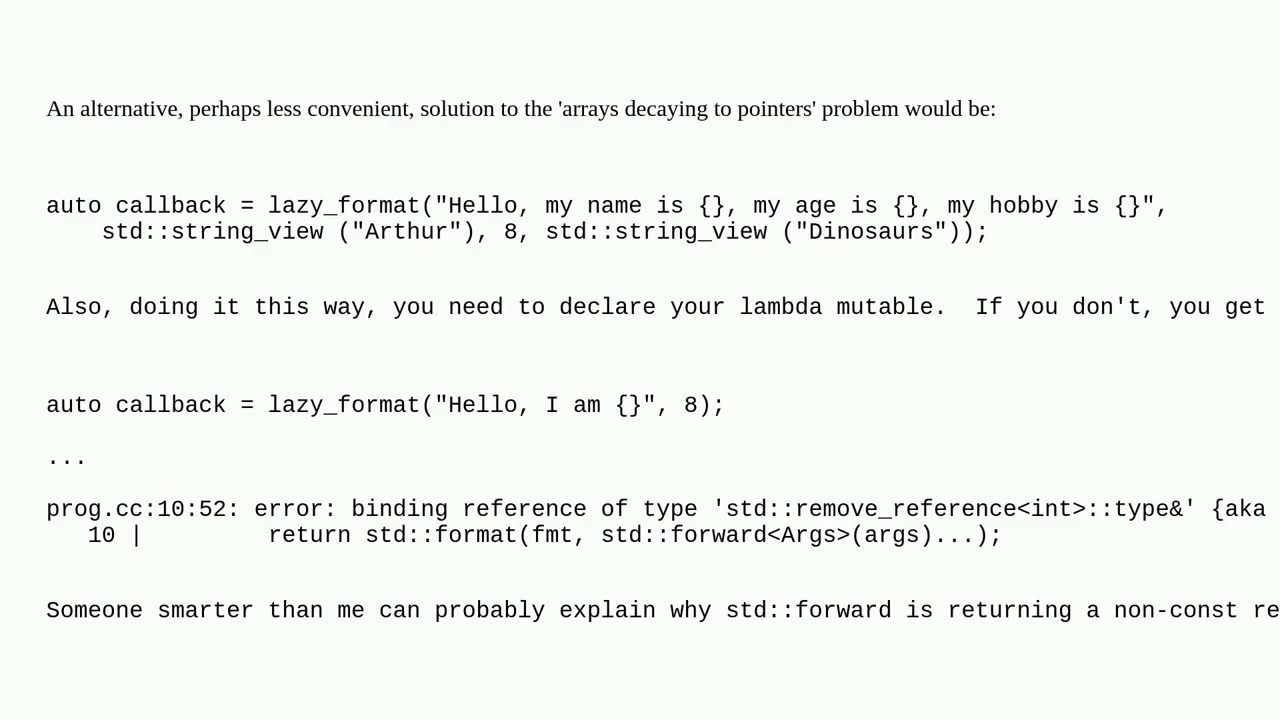 An alternative, perhaps less convenient, solution to the 'arrays decaying to pointers' problem would be:
auto callback = lazy_format("Hello, my name is {}, my age is {}, my hobby is {}",
    std::string_view ("Arthur"), 8, std::string_view ("Dinosaurs"));
Also, doing it this way, you need to declare your lambda mutable.  If you don't, you get
auto callback = lazy_format("Hello, I am {}", 8);
...
prog.cc:10:52: error: binding reference of type 'std::remove_reference<int>::type&' {aka
   10 |         return std::format(fmt, std::forward<Args>(args)...);
Someone smarter than me can probably explain why std::forward is returning a non-const re